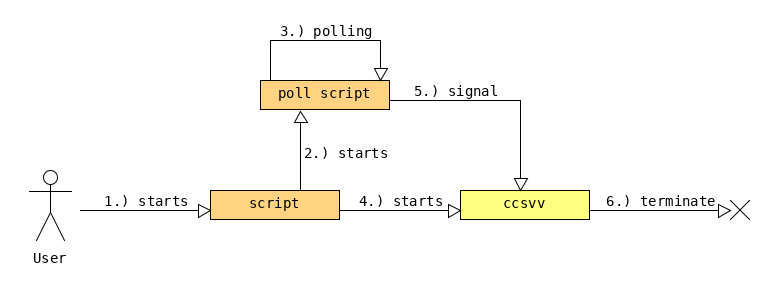 3.) polling
poll script
5.) signal
2.) starts
1.) starts
script
4.) starts
ccsvv
6.) terminate
User